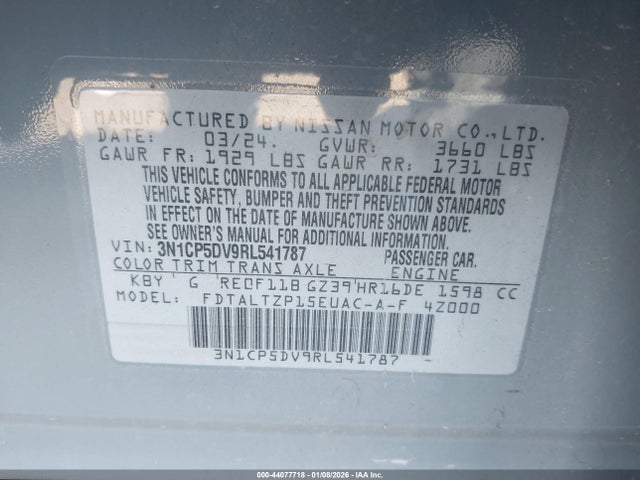 MANUFACTURED BY NISSAN MOTOR CO., LTD.
DATE: 03/24. GVWR: 3660 LBS
GAWR FR: 1929 LBS GAWR RR: 1731 LBS
THIS VEHICLE CONFORMS TO ALL APPLICABLE FEDERAL MOTOR
VEHICLE SAFETY, BUMPER AND THEFT PREVENTION STANDARDS
IN EFFECT ON THE DATE OF MANUFACTURE SHOWN ABOVE.
SEE OWNER'S MANUAL FOR ADDITIONAL INFORMATION.
VIN: 3N1CP5DV9RL541787 PASSENGER CAR
COLOR TRIM TRANS AXLE ENGINE
KBY G RE0F11B GZ39 HR16DE 1598 CC
MODEL: FDTALTZP15EUAC-A-F 4Z000
3N1CP5DV9RL541787
000-44077718 - 01/08/2026 - COPYRIGHT IAA, INC.